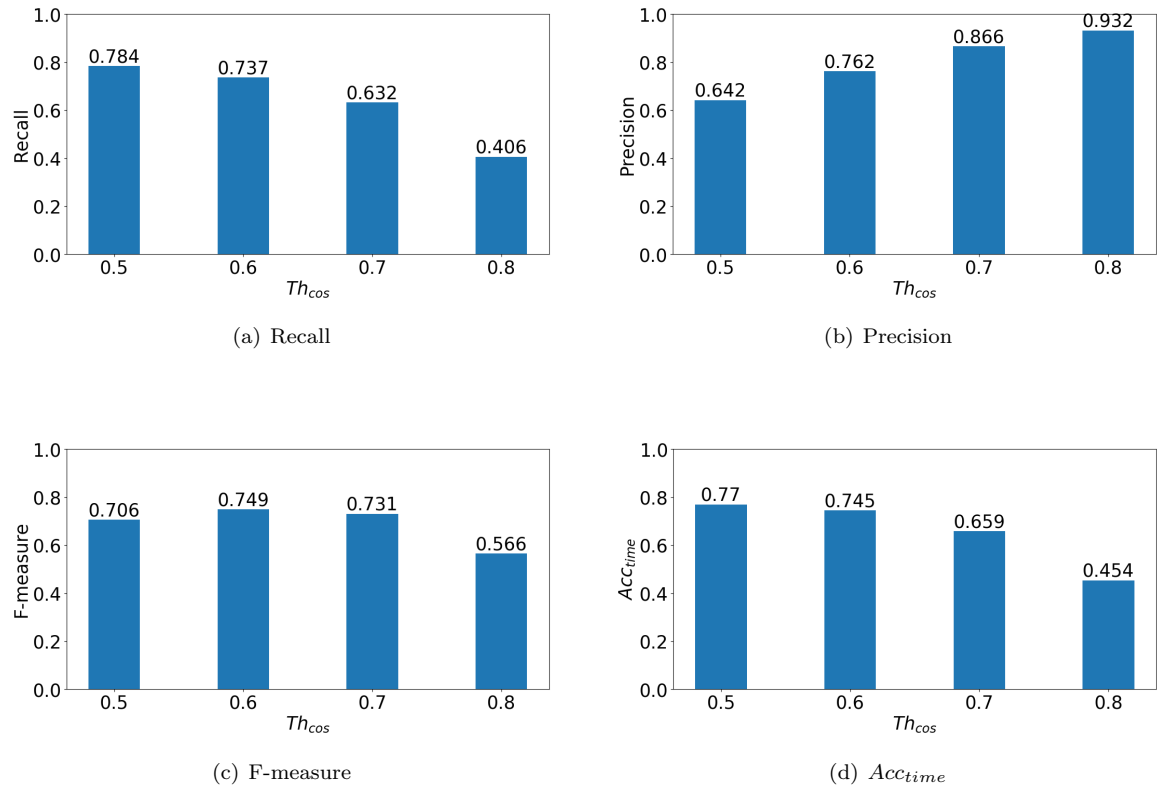 1.0
0.8
0.6
0.4
0.2
0.0
Recall
0.784
0.737
0.632
0.406
0.5 0.6 0.7 0.8
Th_cos
(a) Recall
1.0
0.8
0.6
0.4
0.2
0.0
Precision
0.642
0.762
0.866
0.932
0.5 0.6 0.7 0.8
Th_cos
(b) Precision
1.0
0.8
0.6
0.4
0.2
0.0
F-measure
0.706
0.749
0.731
0.566
0.5 0.6 0.7 0.8
Th_cos
(c) F-measure
1.0
0.8
0.6
0.4
0.2
0.0
Acc_time
0.77
0.745
0.659
0.454
0.5 0.6 0.7 0.8
Th_cos
(d) Acc_time